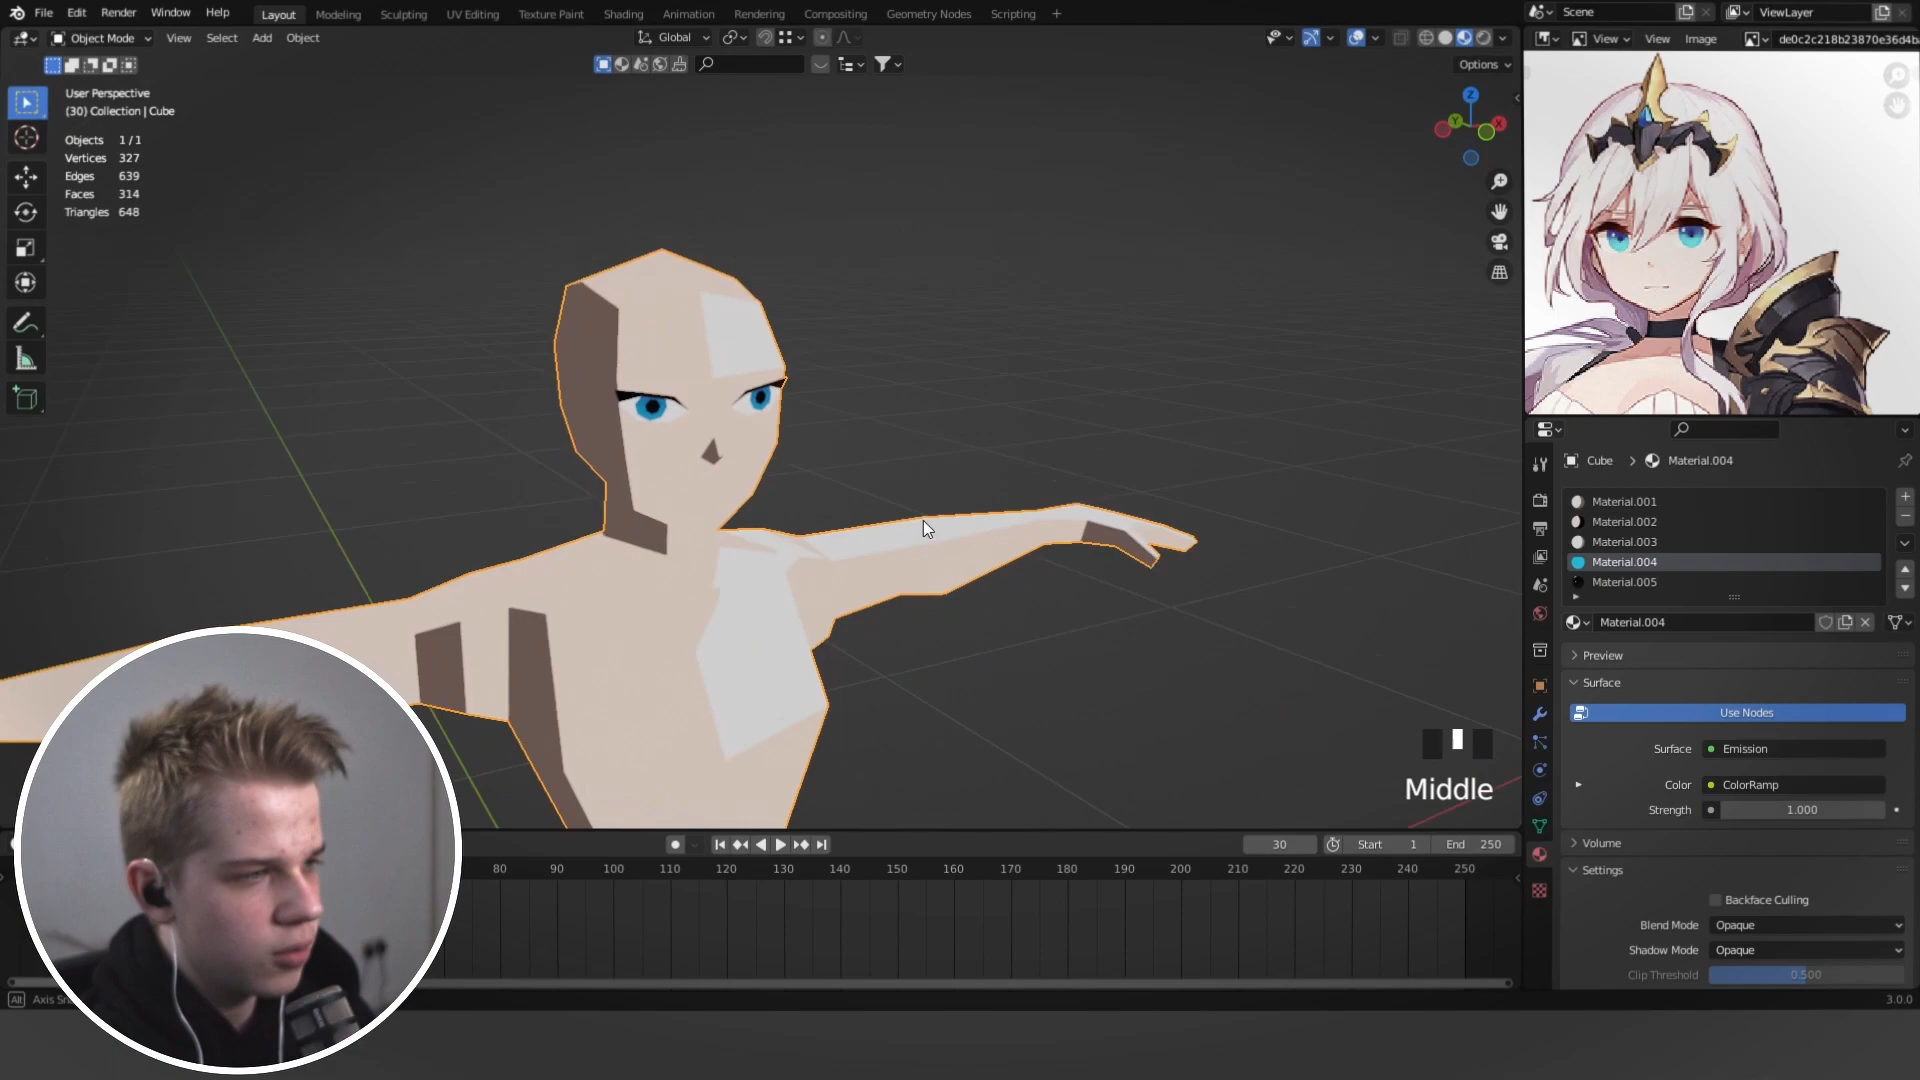 File Edit Render Window Help
Layout Modeling Sculpting UV Editing Texture Paint Shading Animation Rendering Compositing Geometry Nodes Scripting +
Scene
ViewLayer
Object Mode View Select Add Object
Global
View View Image
de0c2c218b23870e36d4b
Options
User Perspective
(30) Collection | Cube
Objects 1/1
Vertices 327
Edges 639
Faces 314
Triangles 648
Z
Y
X
Middle
Cube > Material.004
Material.001
Material.002
Material.003
Material.004
Material.005
Material.004
Preview
Surface
Use Nodes
Surface Emission
Color ColorRamp
Strength 1.000
Volume
Settings
Backface Culling
Blend Mode Opaque
Shadow Mode Opaque
Clip Threshold 0.500
30 Start 1 End 250
80 90 100 110 120 130 140 150 160 170 180 190 200 210 220 230 240 250
Alt Axis
3.0.0